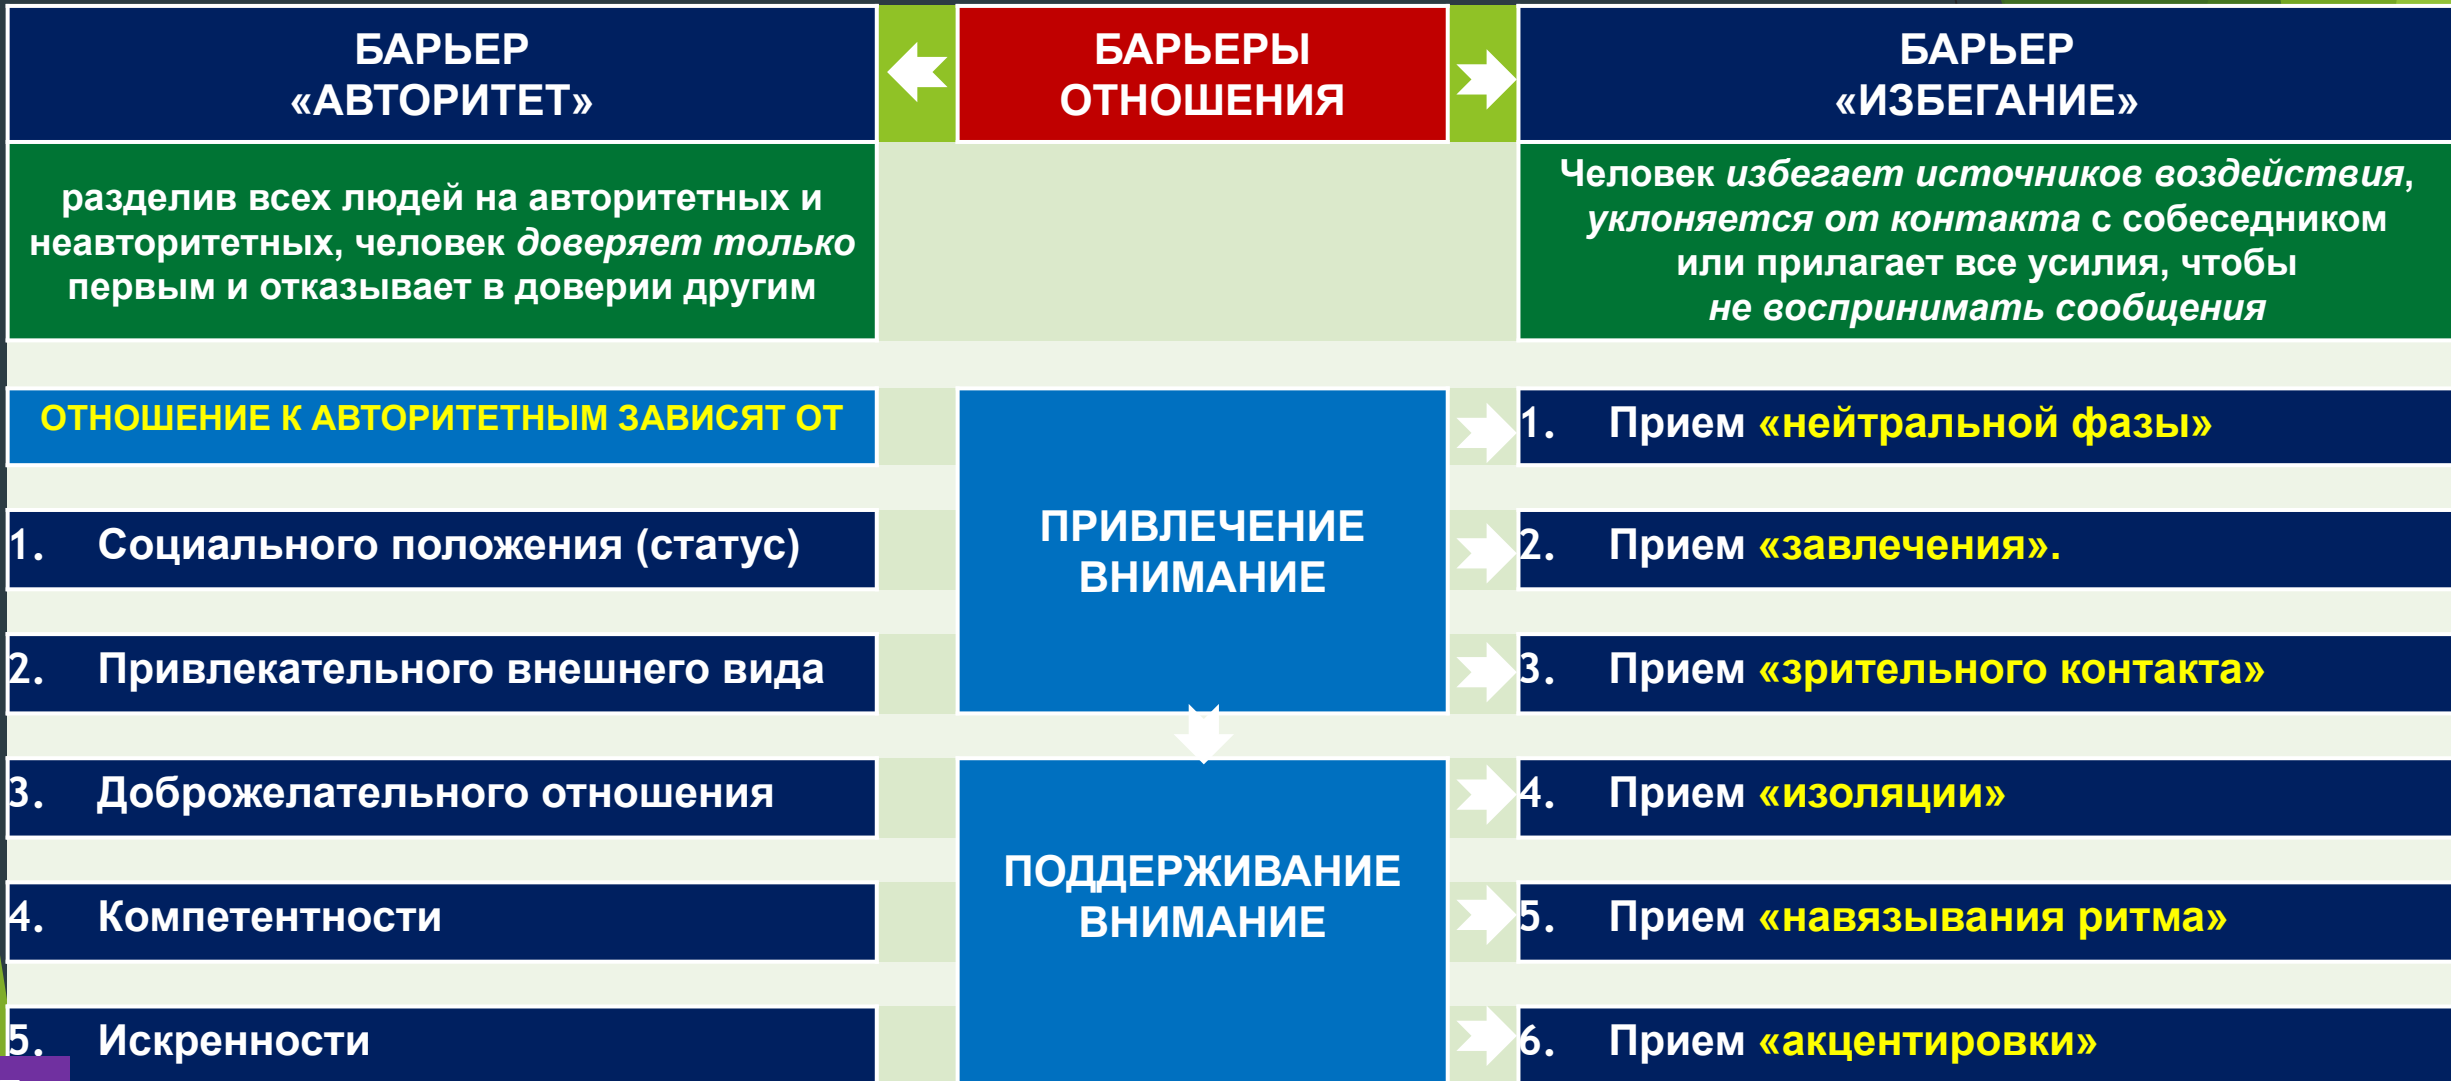 БАРЬЕР
«АВТОРИТЕТ»
БАРЬЕРЫ
ОТНОШЕНИЯ
БАРЬЕР
«ИЗБЕГАНИЕ»
разделив всех людей на авторитетных и
неавторитетных, человек доверяет только
первым и отказывает в доверии другим
Человек избегает источников воздействия,
уклоняется от контакта с собеседником
или прилагает все усилия, чтобы
не воспринимать сообщения
ОТНОШЕНИЕ К АВТОРИТЕТНЫМ ЗАВИСЯТ ОТ
1. Социального положения (статус)
2. Привлекательного внешнего вида
3. Доброжелательного отношения
4. Компетентности
5. Искренности
ПРИВЛЕЧЕНИЕ
ВНИМАНИЕ
ПОДДЕРЖИВАНИЕ
ВНИМАНИЕ
1. Прием «нейтральной фазы»
2. Прием «завлечения».
3. Прием «зрительного контакта»
4. Прием «изоляции»
5. Прием «навязывания ритма»
6. Прием «акцентировки»